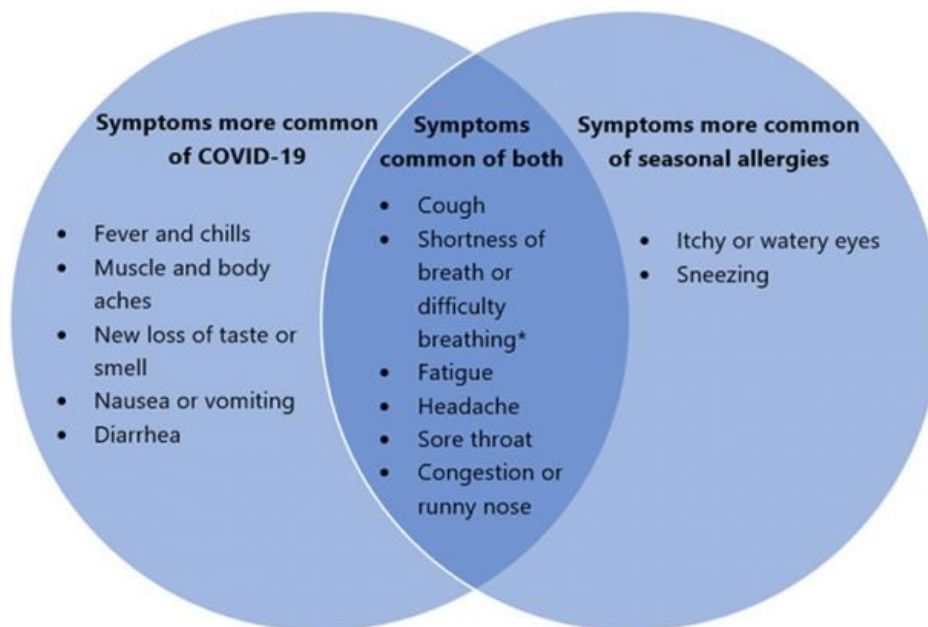 Symptoms more common
of COVID-19
• Fever and chills
• Muscle and body
aches
• New loss of taste or
smell
• Nausea or vomiting
• Diarrhea
Symptoms
common of both
• Cough
• Shortness of
breath or
difficulty
breathing*
• Fatigue
• Headache
• Sore throat
• Congestion or
runny nose
Symptoms more common
of seasonal allergies
• Itchy or watery eyes
• Sneezing